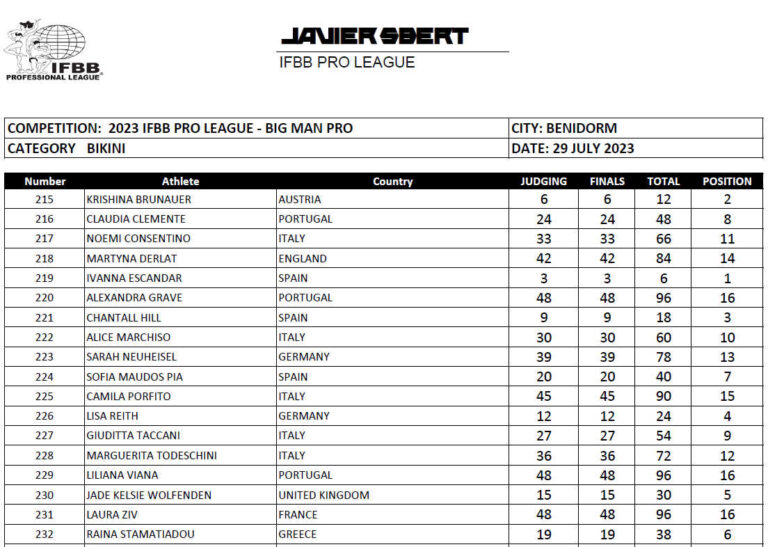 JAVIER SBERT
IFBB PRO LEAGUE
IFBB
PROFESSIONAL LEAGUE
COMPETITION: 2023 IFBB PRO LEAGUE - BIG MAN PRO CITY: BENIDORM
CATEGORY BIKINI DATE: 29 JULY 2023
Number Athlete Country JUDGING FINALS TOTAL POSITION
215 KRISHINA BRUNAUER AUSTRIA 6 6 12 2
216 CLAUDIA CLEMENTE PORTUGAL 24 24 48 8
217 NOEMI CONSENTINO ITALY 33 33 66 11
218 MARTYNA DERLAT ENGLAND 42 42 84 14
219 IVANNA ESCANDAR SPAIN 3 3 6 1
220 ALEXANDRA GRAVE PORTUGAL 48 48 96 16
221 CHANTALL HILL SPAIN 9 9 18 3
222 ALICE MARCHISO ITALY 30 30 60 10
223 SARAH NEUHEISEL GERMANY 39 39 78 13
224 SOFIA MAUDOS PIA SPAIN 20 20 40 7
225 CAMILA PORFITO ITALY 45 45 90 15
226 LISA REITH GERMANY 12 12 24 4
227 GIUDITTA TACCANI ITALY 27 27 54 9
228 MARGUERITA TODESCHINI ITALY 36 36 72 12
229 LILIANA VIANA PORTUGAL 48 48 96 16
230 JADE KELSIE WOLFENDEN UNITED KINGDOM 15 15 30 5
231 LAURA ZIV FRANCE 48 48 96 16
232 RAINA STAMATIADOU GREECE 19 19 38 6